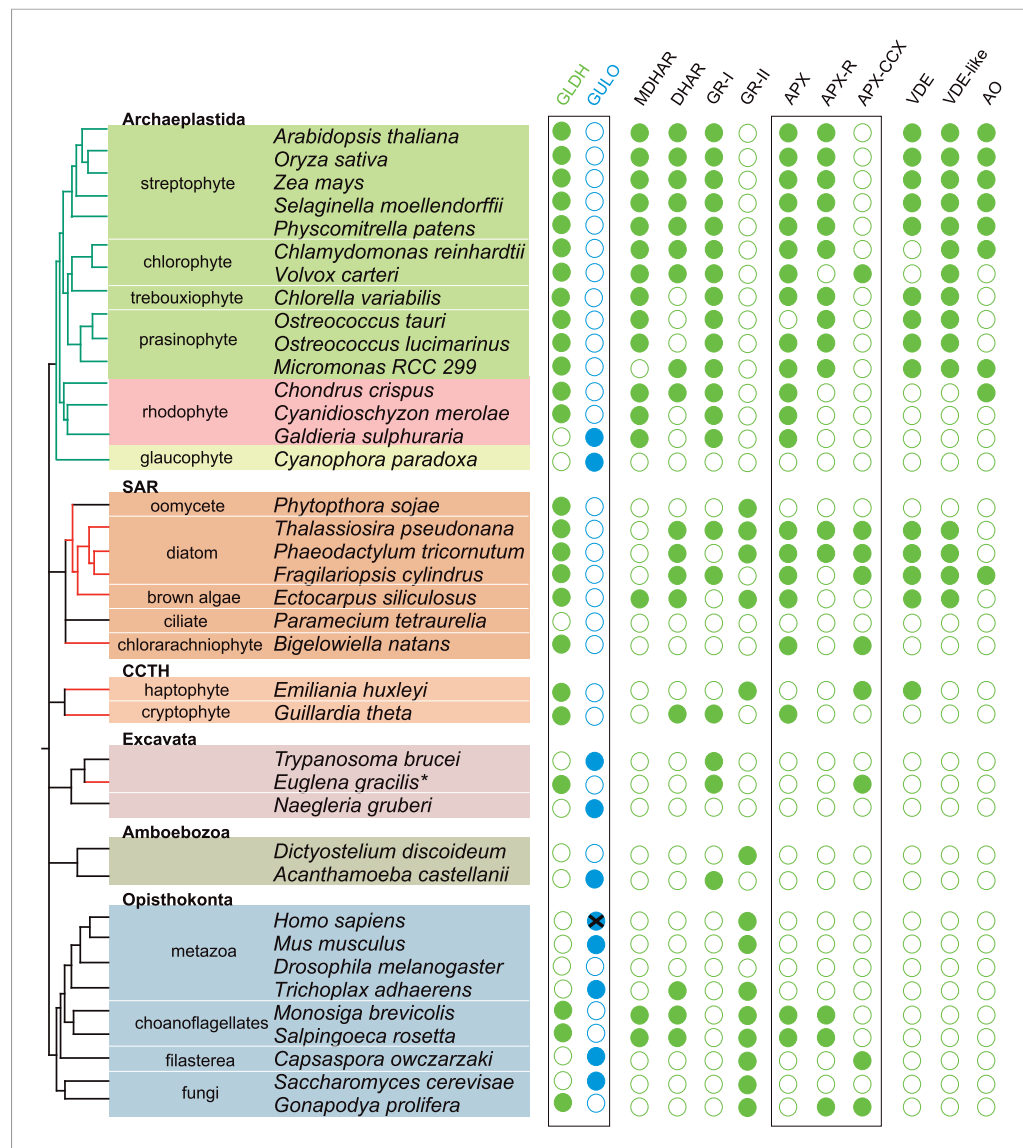 GLDH
GULO
MDHAR
DHAR
GR-I
GR-II
APX
APX-R
APX-CCX
VDE
VDE-like
AO
Archaeplastida
streptophyte
Arabidopsis thaliana
Oryza sativa
Zea mays
Selaginella moellendorffii
Physcomitrella patens
chlorophyte
Chlamydomonas reinhardtii
Volvox carteri
trebouxiophyte
Chlorella variabilis
prasinophyte
Ostreococcus tauri
Ostreococcus lucimarinus
Micromonas RCC 299
rhodophyte
Chondrus crispus
Cyanidioschyzon merolae
Galdieria sulphuraria
glaucophyte
Cyanophora paradoxa
SAR
oomycete
Phytopthora sojae
diatom
Thalassiosira pseudonana
Phaeodactylum tricornutum
Fragilariopsis cylindrus
brown algae
Ectocarpus siliculosus
ciliate
Paramecium tetraurelia
chlorarachniophyte
Bigelowiella natans
CCTH
haptophyte
Emiliania huxleyi
cryptophyte
Guillardia theta
Excavata
Trypanosoma brucei
Euglena gracilis*
Naegleria gruberi
Amboebozoa
Dictyostelium discoideum
Acanthamoeba castellanii
Opisthokonta
metazoa
Homo sapiens
Mus musculus
Drosophila melanogaster
Trichoplax adhaerens
choanoflagellates
Monosiga brevicolis
Salpingoeca rosetta
filasterea
Capsaspora owczarzaki
fungi
Saccharomyces cerevisae
Gonapodya prolifera